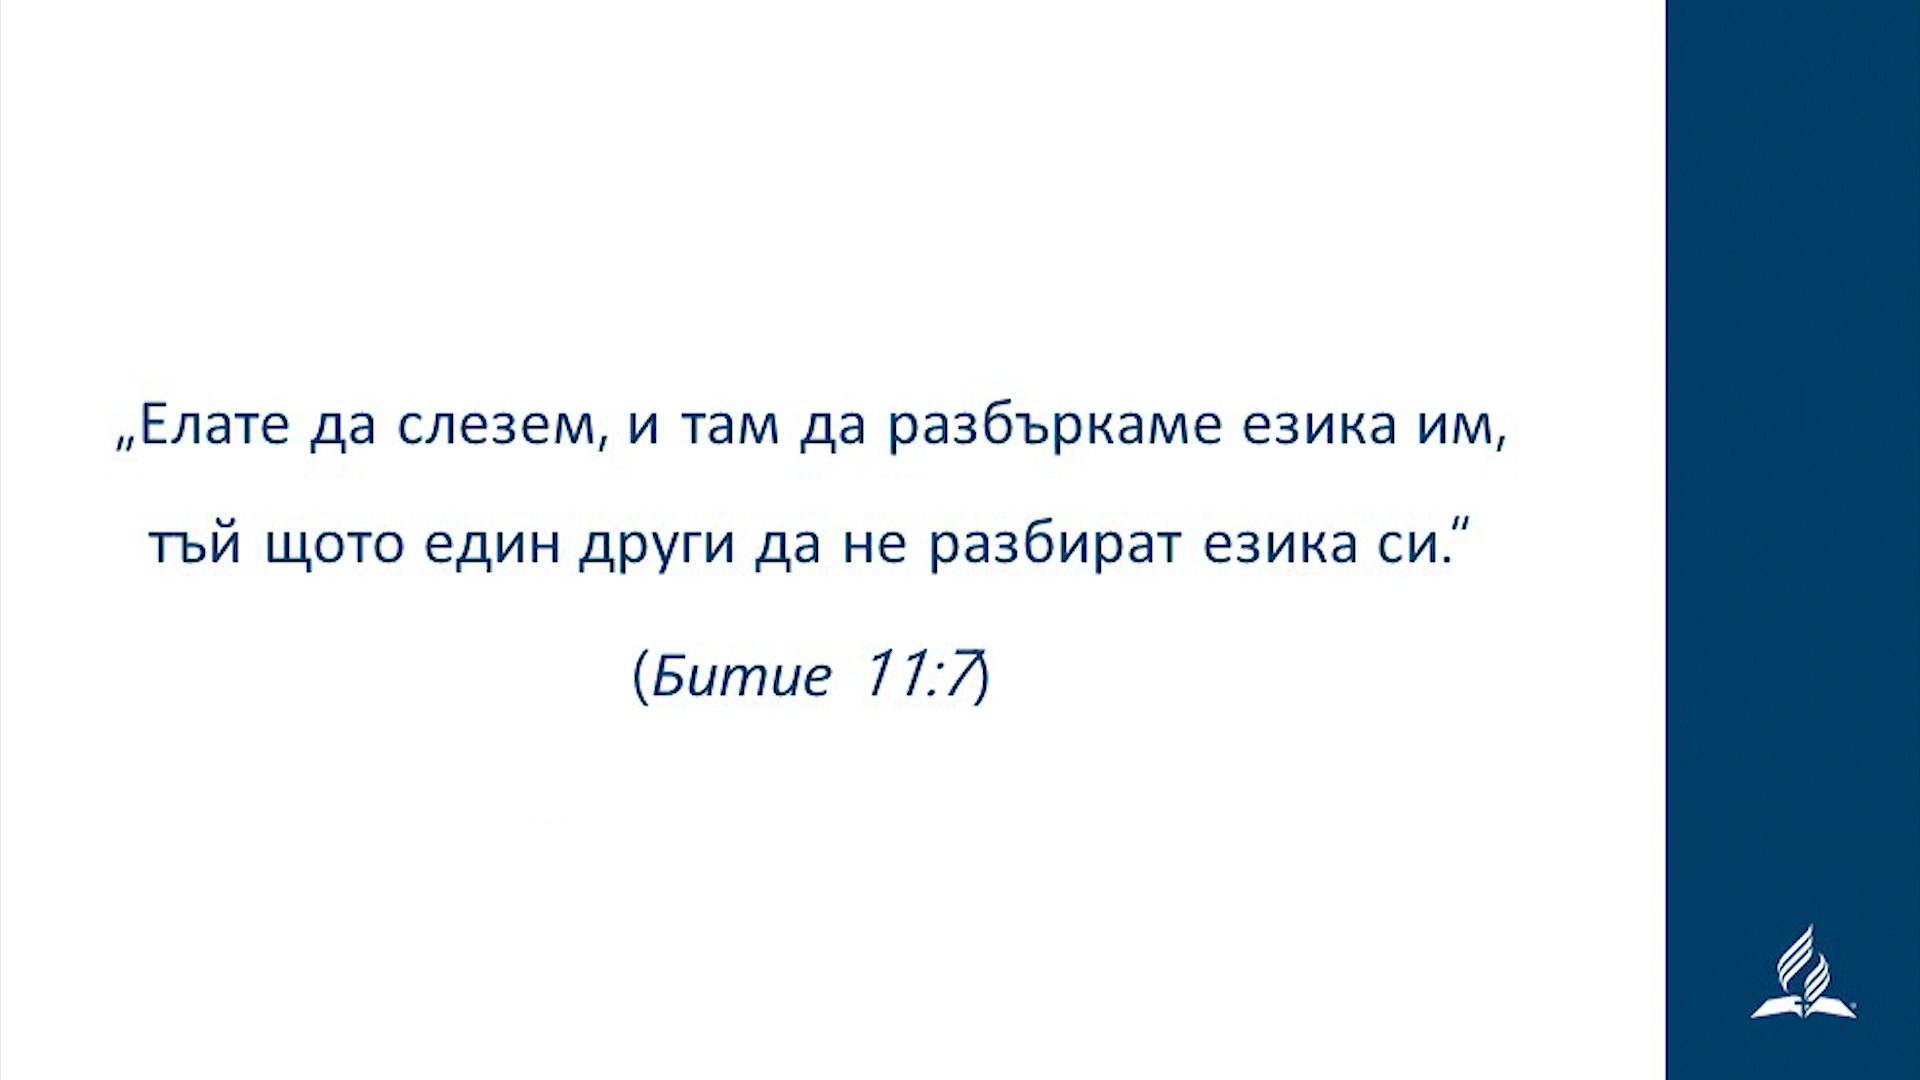 „Елате да слезем, и там да разбъркаме езика им,
тъй щото един други да не разбират езика си.“
(Битие 11:7)